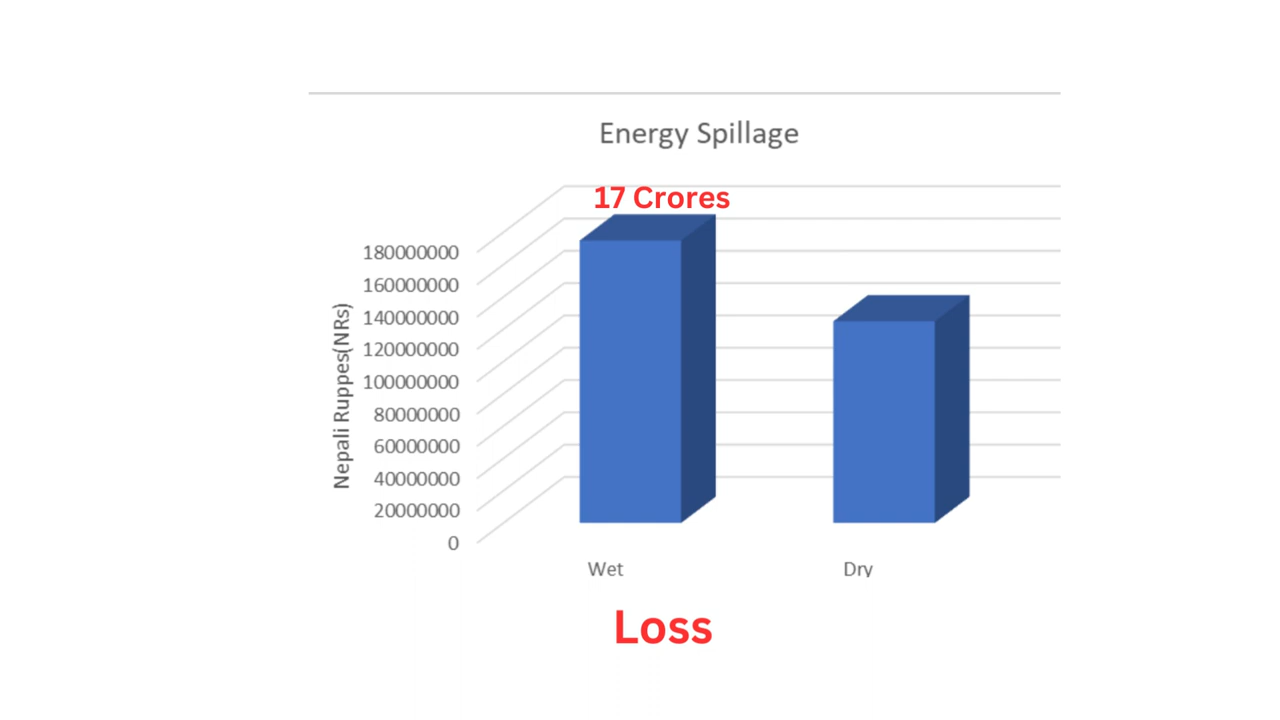 Energy Spillage
17 Crores
Nepali Ruppes(NRs)
180000000
160000000
140000000
120000000
100000000
80000000
60000000
40000000
20000000
0
Wet
Dry
Loss